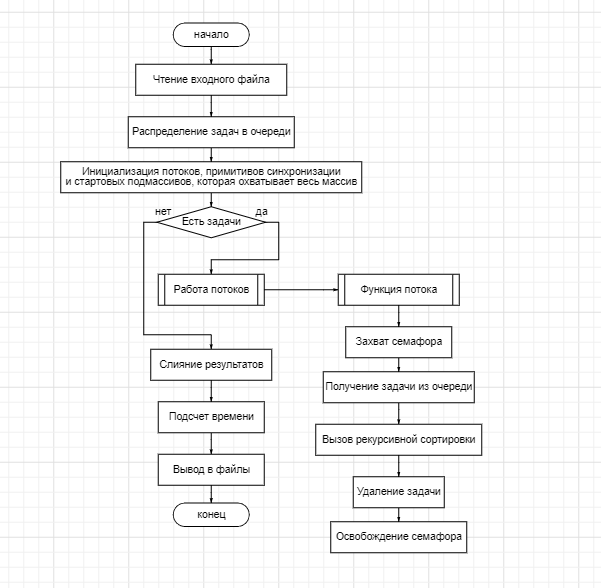 начало
Чтение входного файла
Распределение задач в очереди
Инициализация потоков, примитивов синхронизации
и стартовых подмассивов, которая охватывает весь массив
нет
да
Есть задачи
Работа потоков
Функция потока
Захват семафора
Слияние результатов
Получение задачи из очереди
Подсчет времени
Вызов рекурсивной сортировки
Вывод в файлы
Удаление задачи
конец
Освобождение семафора